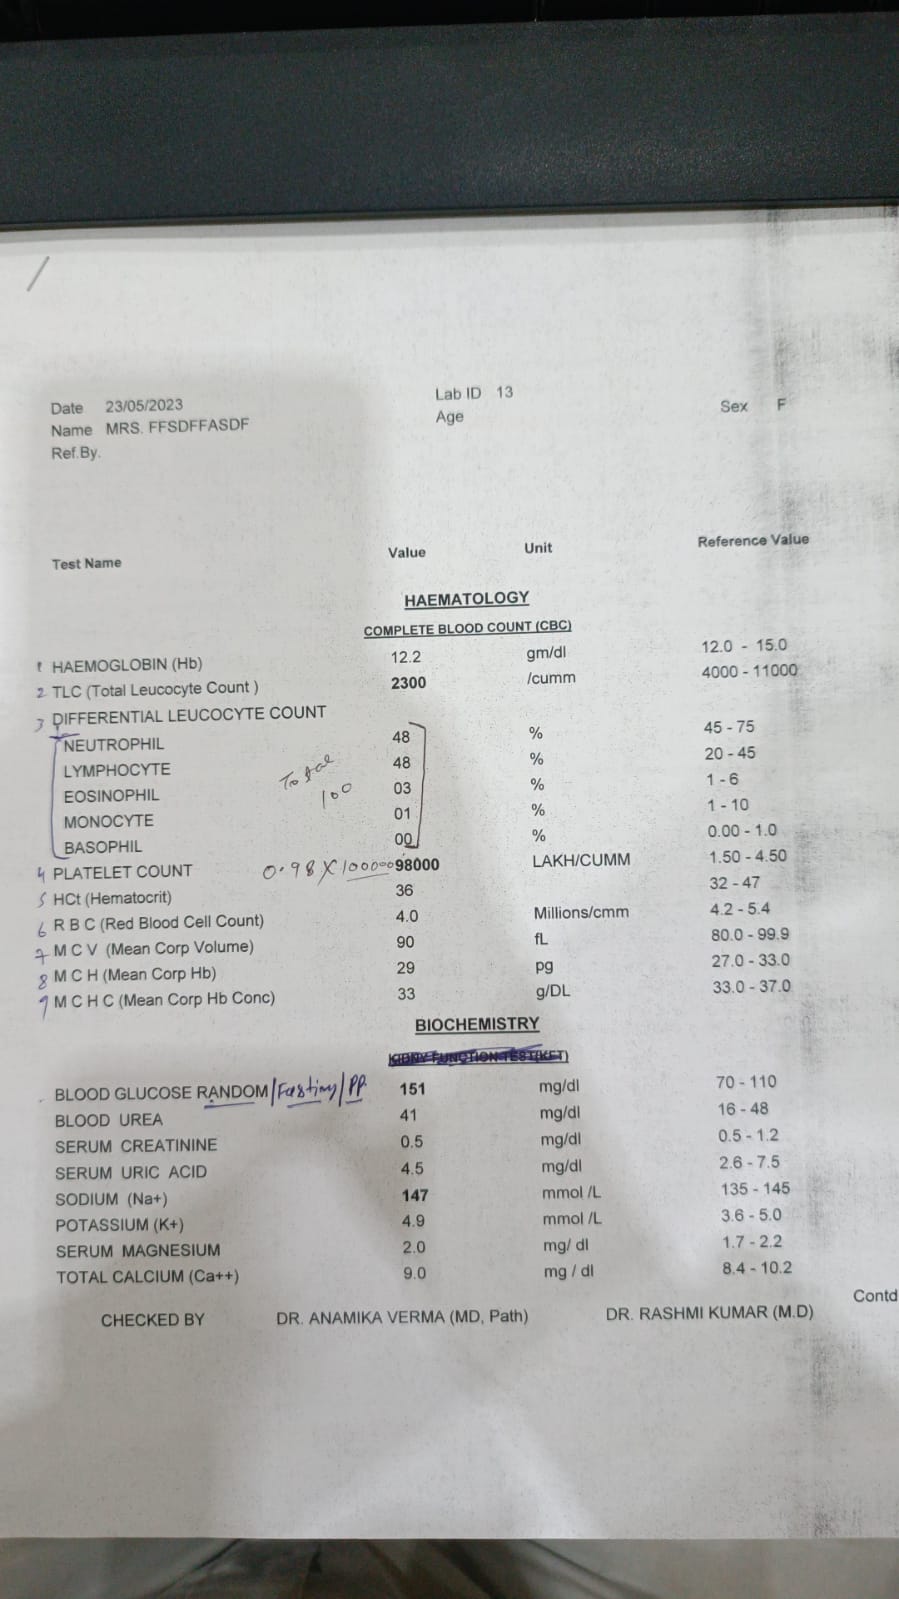 Date 23/05/2023 Lab ID 13 Sex F
Name MRS. FFSDFFASDF Age
Ref.By.
Test Name Value Unit Reference Value
HAEMATOLOGY
COMPLETE BLOOD COUNT (CBC)
1 HAEMOGLOBIN (Hb) 12.2 gm/dl 12.0 - 15.0
2 TLC (Total Leucocyte Count ) 2300 /cumm 4000 - 11000
3 DIFFERENTIAL LEUCOCYTE COUNT
NEUTROPHIL 48 % 45 - 75
LYMPHOCYTE Total 48 % 20 - 45
EOSINOPHIL 100 03 % 1 - 6
MONOCYTE 01 % 1 - 10
BASOPHIL 00 % 0.00 - 1.0
4 PLATELET COUNT 0.98 X 100000 98000 LAKH/CUMM 1.50 - 4.50
5 HCt (Hematocrit) 36 32 - 47
6 R B C (Red Blood Cell Count) 4.0 Millions/cmm 4.2 - 5.4
7 M C V (Mean Corp Volume) 90 fL 80.0 - 99.9
8 M C H (Mean Corp Hb) 29 pg 27.0 - 33.0
9 M C H C (Mean Corp Hb Conc) 33 g/DL 33.0 - 37.0
BIOCHEMISTRY
KIDNY FUNCTION TEST(KFT)
BLOOD GLUCOSE RANDOM/Fasting/PP. 151 mg/dl 70 - 110
BLOOD UREA 41 mg/dl 16 - 48
SERUM CREATININE 0.5 mg/dl 0.5 - 1.2
SERUM URIC ACID 4.5 mg/dl 2.6 - 7.5
SODIUM (Na+) 147 mmol /L 135 - 145
POTASSIUM (K+) 4.9 mmol /L 3.6 - 5.0
SERUM MAGNESIUM 2.0 mg/ dl 1.7 - 2.2
TOTAL CALCIUM (Ca++) 9.0 mg / dl 8.4 - 10.2
Contd
CHECKED BY DR. ANAMIKA VERMA (MD, Path) DR. RASHMI KUMAR (M.D)